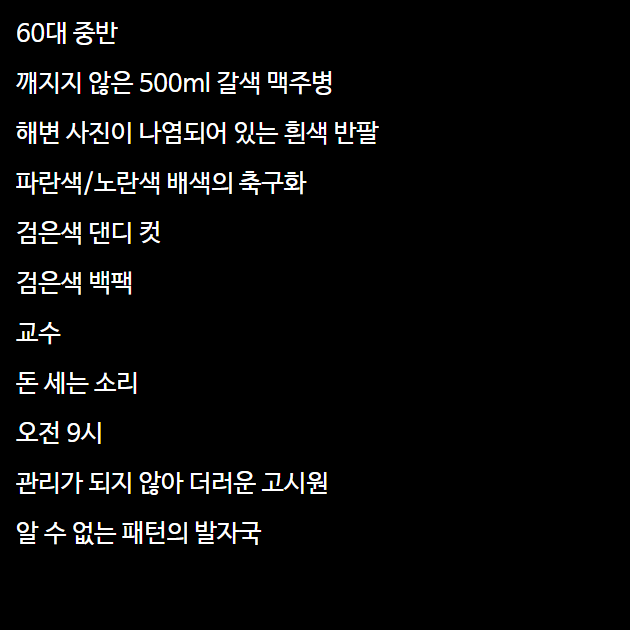 60대 중반
깨지지 않은 500ml 갈색 맥주병
해변 사진이 나염되어 있는 흰색 반팔
파란색/노란색 배색의 축구화
검은색 댄디 컷
검은색 백팩
교수
돈 세는 소리
오전 9시
관리가 되지 않아 더러운 고시원
알 수 없는 패턴의 발자국